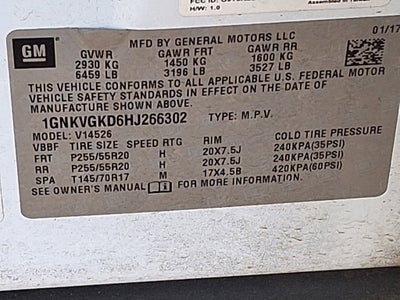 H/W: 1.0
GM
MFD BY GENERAL MOTORS LLC
01/17
GVWR GAWR FRT GAWR RR
2930 KG 1450 KG 1600 KG
6459 LB 3196 LB 3527 LB
THIS VEHICLE CONFORMS TO ALL APPLICABLE U.S. FEDERAL MOTOR
VEHICLE SAFETY STANDARDS IN EFFECT ON THE DATE OF
MANUFACTURE SHOWN ABOVE.
1GNKVGKD6HJ266302 TYPE: M.P.V.
MODEL: V14526
VBBF TIRE SIZE SPEED RTG RIM COLD TIRE PRESSURE
FRT P255/55R20 H 20X7.5J 240KPA(35PSI)
RR P255/55R20 H 20X7.5J 240KPA(35PSI)
SPA T145/70R17 M 17X4.5B 420KPA(60PSI)
SEE OWNER'S MANUAL FOR MORE INFORMATION.